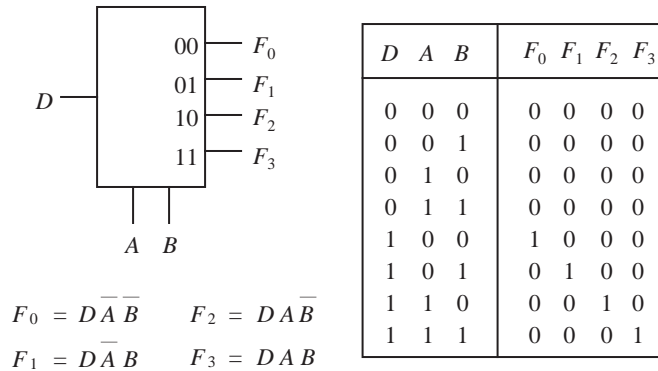 00 F₀
01 F₁
D
10 F₂
11 F₃
A B
F₀ = D A̅ B̅ F₂ = D A B̅
F₁ = D A̅ B F₃ = D A B
D A B F₀ F₁ F₂ F₃
0 0 0 0 0 0 0
0 0 1 0 0 0 0
0 1 0 0 0 0 0
0 1 1 0 0 0 0
1 0 0 1 0 0 0
1 0 1 0 1 0 0
1 1 0 0 0 1 0
1 1 1 0 0 0 1